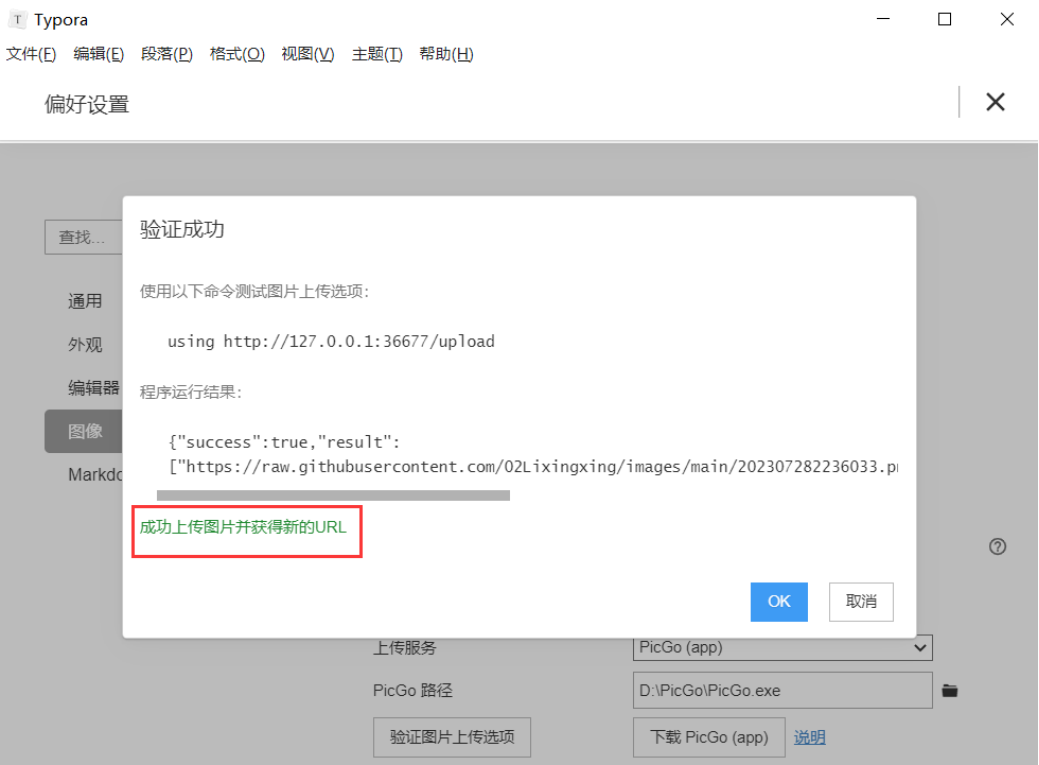 T Typora
文件(F) 编辑(E) 段落(P) 格式(O) 视图(V) 主题(T) 帮助(H)
偏好设置
查找...
通用
外观
编辑器
图像
Markdo
验证成功
使用以下命令测试图片上传选项:
using http://127.0.0.1:36677/upload
程序运行结果:
{"success":true,"result":
["https://raw.githubusercontent.com/02Lixingxing/images/main/202307282236033.pn
成功上传图片并获得新的URL
OK 取消
上传服务 PicGo (app)
PicGo 路径 D:\PicGo\PicGo.exe
验证图片上传选项 下载 PicGo (app) 说明